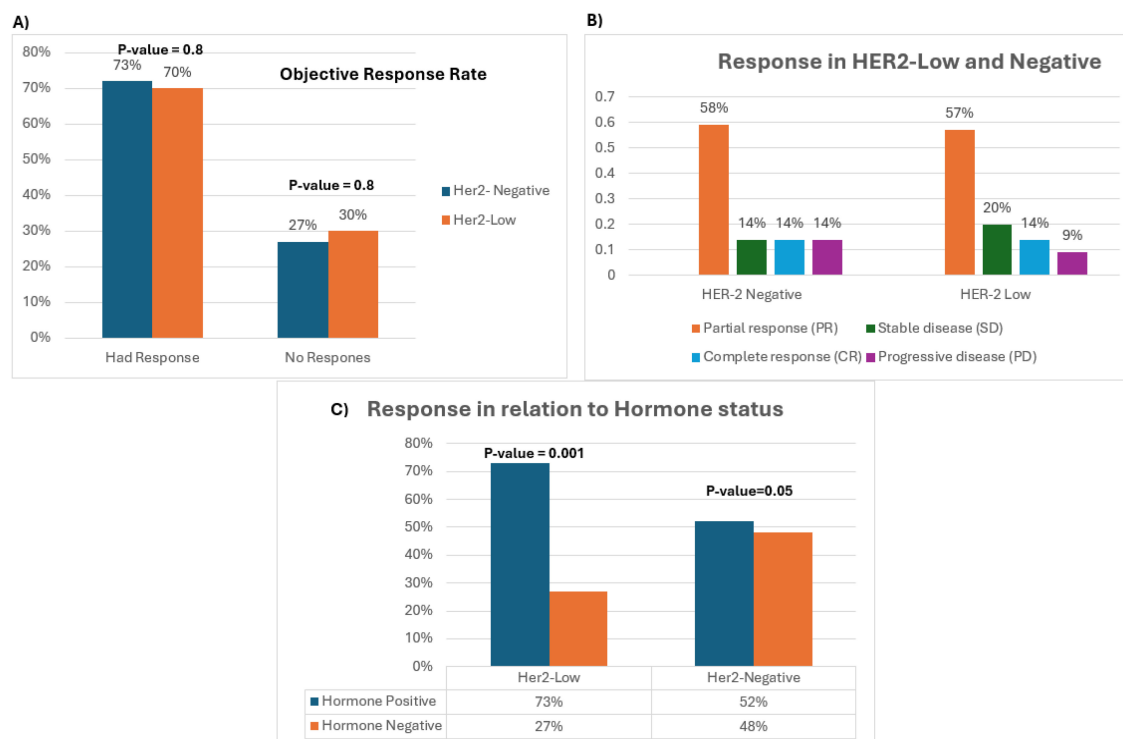 A)
P-value = 0.8
Objective Response Rate
80%
70%
60%
50%
40%
30%
20%
10%
0%
73%
70%
P-value = 0.8
27%
30%
Had Response
No Respones
Her2- Negative
Her2-Low
B)
Response in HER2-Low and Negative
0.7
0.6
0.5
0.4
0.3
0.2
0.1
0
58%
14%
14%
14%
57%
20%
14%
9%
HER-2 Negative
HER-2 Low
Partial response (PR)
Stable disease (SD)
Complete response (CR)
Progressive disease (PD)
C) Response in relation to Hormone status
80%
70%
60%
50%
40%
30%
20%
10%
0%
P-value = 0.001
P-value=0.05
Her2-Low
Her2-Negative
Hormone Positive 73% 52%
Hormone Negative 27% 48%